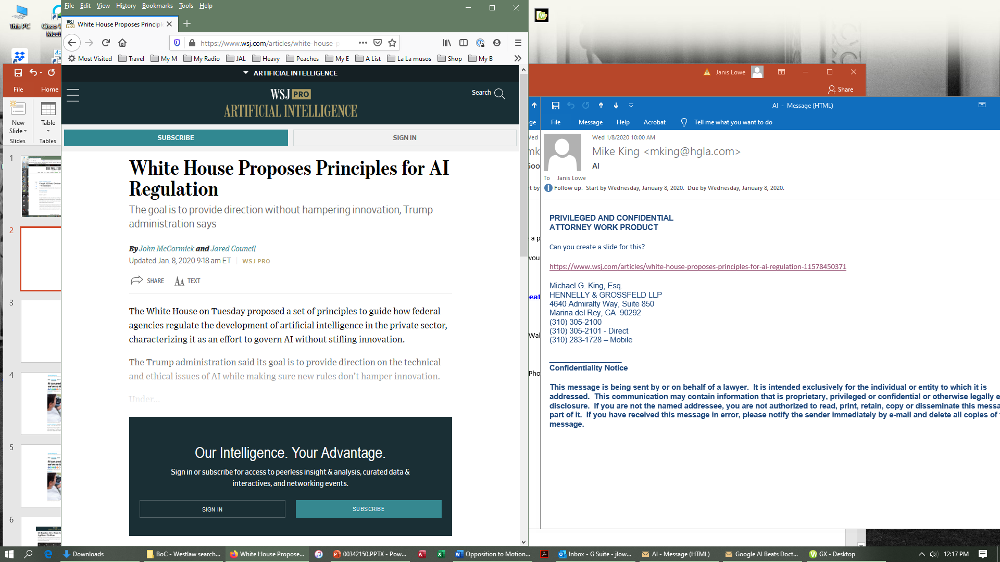 This PC
Cisco
Meet
File Edit View History Bookmarks Tools Help
WSJ PRO White House Proposes Principl
https://www.wsj.com/articles/white-house-p
Most Visited Travel My M My Radio JAL Heavy Peaches My E A List La La musos Shop My B
ARTIFICIAL INTELLIGENCE
WSJ PRO
ARTIFICIAL INTELLIGENCE
Search
SUBSCRIBE
SIGN IN
White House Proposes Principles for AI
Regulation
The goal is to provide direction without hampering innovation, Trump
administration says
By John McCormick and Jared Council
Updated Jan. 8, 2020 9:18 am ET WSJ PRO
SHARE AA TEXT
The White House on Tuesday proposed a set of principles to guide how federal
agencies regulate the development of artificial intelligence in the private sector,
characterizing it as an effort to govern AI without stifling innovation.
The Trump administration said its goal is to provide direction on the technical
and ethical issues of AI while making sure new rules don't hamper innovation.
Under...
Our Intelligence. Your Advantage.
Sign in or subscribe for access to peerless insight & analysis, curated data &
interactives, and networking events.
SIGN IN
SUBSCRIBE
File Home
New
Slide
Slides
Table
Tables
1
2
3
4
5
6
Janis Lowe
Share
AI - Message (HTML)
File Message Help Acrobat Tell me what you want to do
Wed 1/8/2020 10:00 AM
Mike King <mking@hgla.com>
AI
To Janis Lowe
Follow up. Start by Wednesday, January 8, 2020. Due by Wednesday, January 8, 2020.
PRIVILEGED AND CONFIDENTIAL
ATTORNEY WORK PRODUCT
Can you create a slide for this?
https://www.wsj.com/articles/white-house-proposes-principles-for-ai-regulation-11578450371
Michael G. King, Esq.
HENNELLY & GROSSFELD LLP
4640 Admiralty Way, Suite 850
Marina del Rey, CA 90292
(310) 305-2100
(310) 305-2101 - Direct
(310) 283-1728 – Mobile
Confidentiality Notice
This message is being sent by or on behalf of a lawyer. It is intended exclusively for the individual or entity to which it is
addressed. This communication may contain information that is proprietary, privileged or confidential or otherwise legally e
disclosure. If you are not the named addressee, you are not authorized to read, print, retain, copy or disseminate this messa
part of it. If you have received this message in error, please notify the sender immediately by e-mail and delete all copies of
message.
Downloads
BoC - Westlaw search...
White House Propose...
00342150.PPTX - Pow...
Opposition to Motion...
Inbox - G Suite - jlow...
AI - Message (HTML)
Google AI Beats Doct...
GX - Desktop
12:17 PM